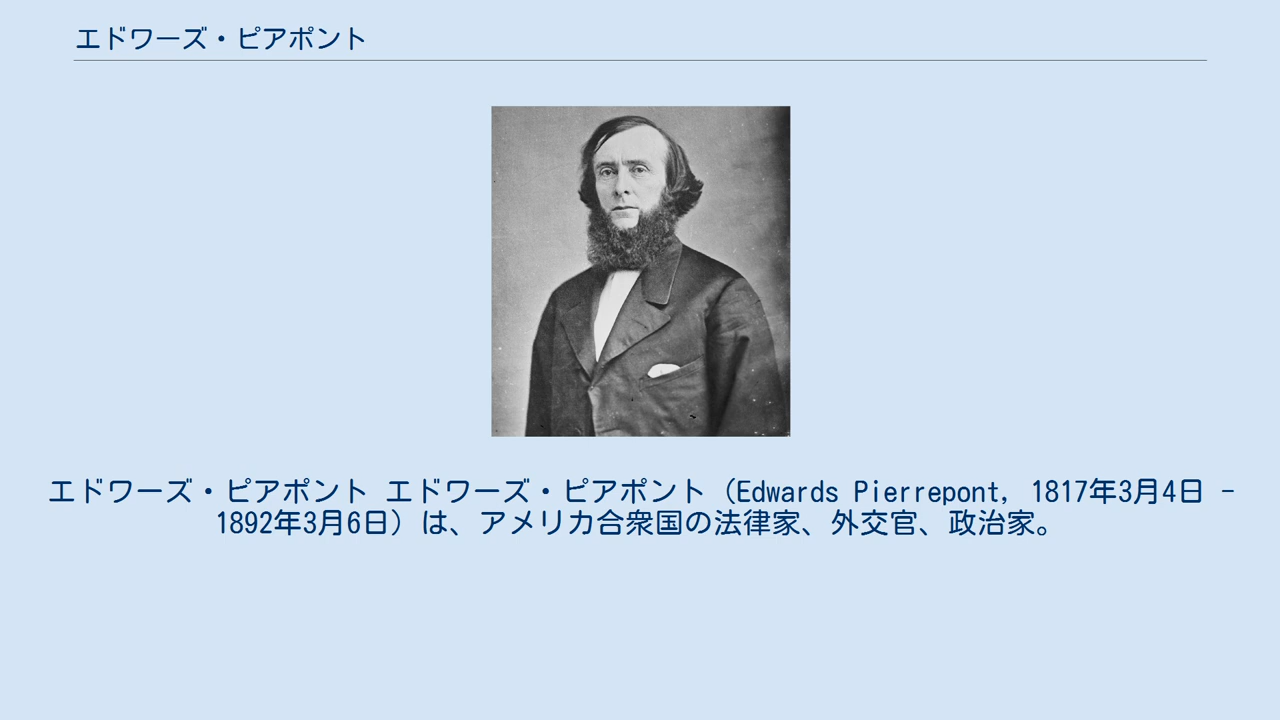 エドワーズ・ピアポント
エドワーズ・ピアポント エドワーズ・ピアポント（Edwards Pierrepont, 1817年3月4日 -
1892年3月6日）は、アメリカ合衆国の法律家、外交官、政治家。